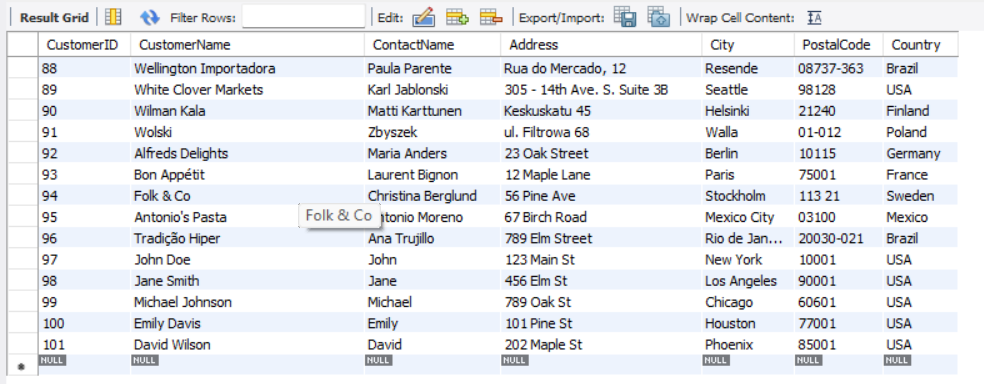 Result Grid Filter Rows: Edit: Export/Import: Wrap Cell Content: IA
CustomerID CustomerName ContactName Address City PostalCode Country
88 Wellington Importadora Paula Parente Rua do Mercado, 12 Resende 08737-363 Brazil
89 White Clover Markets Karl Jablonski 305 - 14th Ave. S. Suite 3B Seattle 98128 USA
90 Wilman Kala Matti Karttunen Keskuskatu 45 Helsinki 21240 Finland
91 Wolski Zbyszek ul. Filtrowa 68 Walla 01-012 Poland
92 Alfreds Delights Maria Anders 23 Oak Street Berlin 10115 Germany
93 Bon Appétit Laurent Bignon 12 Maple Lane Paris 75001 France
94 Folk & Co Christina Berglund 56 Pine Ave Stockholm 113 21 Sweden
95 Antonio's Pasta Antonio Moreno 67 Birch Road Mexico City 03100 Mexico
Folk & Co
96 Tradição Hiper Ana Trujillo 789 Elm Street Rio de Jan... 20030-021 Brazil
97 John Doe John 123 Main St New York 10001 USA
98 Jane Smith Jane 456 Elm St Los Angeles 90001 USA
99 Michael Johnson Michael 789 Oak St Chicago 60601 USA
100 Emily Davis Emily 101 Pine St Houston 77001 USA
101 David Wilson David 202 Maple St Phoenix 85001 USA
NULL NULL NULL NULL NULL NULL NULL